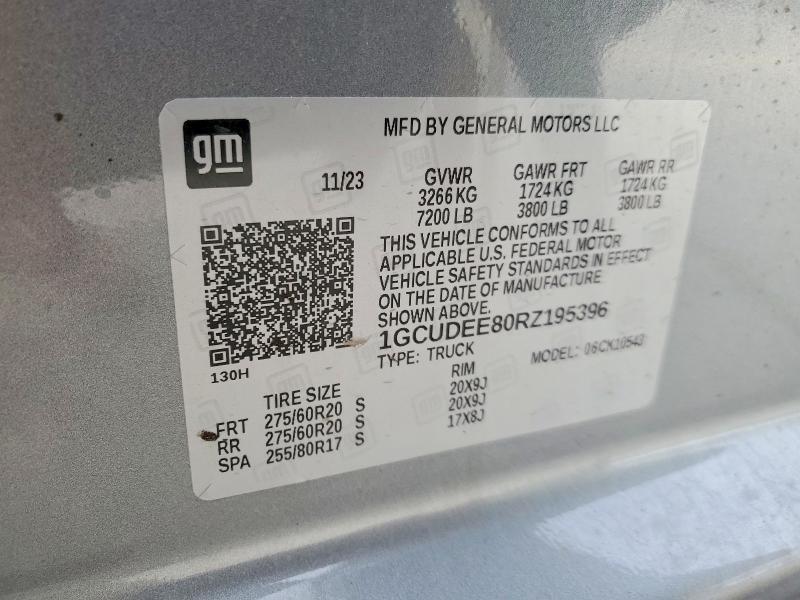 gm
MFD BY GENERAL MOTORS LLC
11/23
GVWR GAWR FRT GAWR RR
3266 KG 1724 KG 1724 KG
7200 LB 3800 LB 3800 LB
THIS VEHICLE CONFORMS TO ALL
APPLICABLE U.S. FEDERAL MOTOR
VEHICLE SAFETY STANDARDS IN EFFECT
ON THE DATE OF MANUFACTURE
SHOWN ABOVE.
1GCUDEE80RZ195396
TYPE: TRUCK MODEL: 06CK10543
130H
TIRE SIZE RIM
FRT 275/60R20 S 20X9J
RR 275/60R20 S 20X9J
SPA 255/80R17 S 17X8J